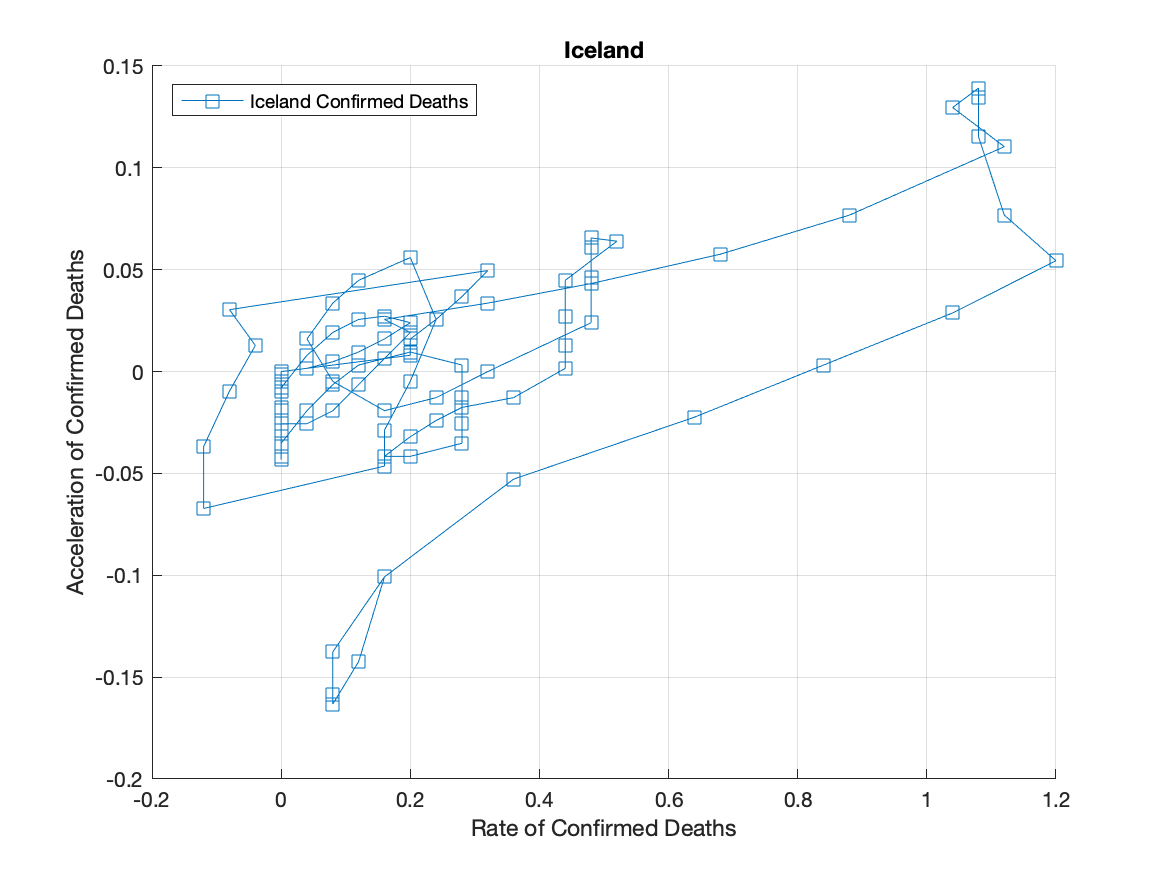 Iceland
Iceland Confirmed Deaths
0.15
0.1
0.05
0
-0.05
-0.1
-0.15
-0.2
Acceleration of Confirmed Deaths
-0.2 0 0.2 0.4 0.6 0.8 1 1.2
Rate of Confirmed Deaths